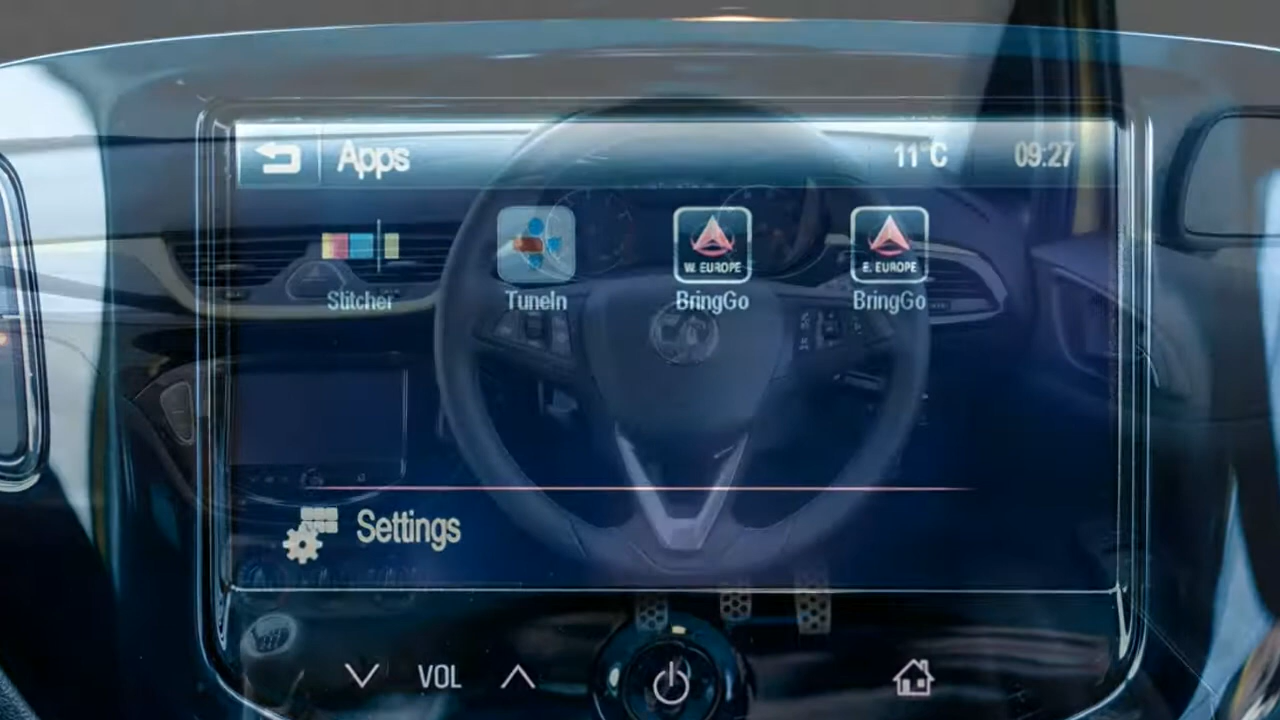 Apps 11°C 09:27
W. EUROPE E. EUROPE
Stitcher TuneIn BringGo BringGo
Settings
VOL